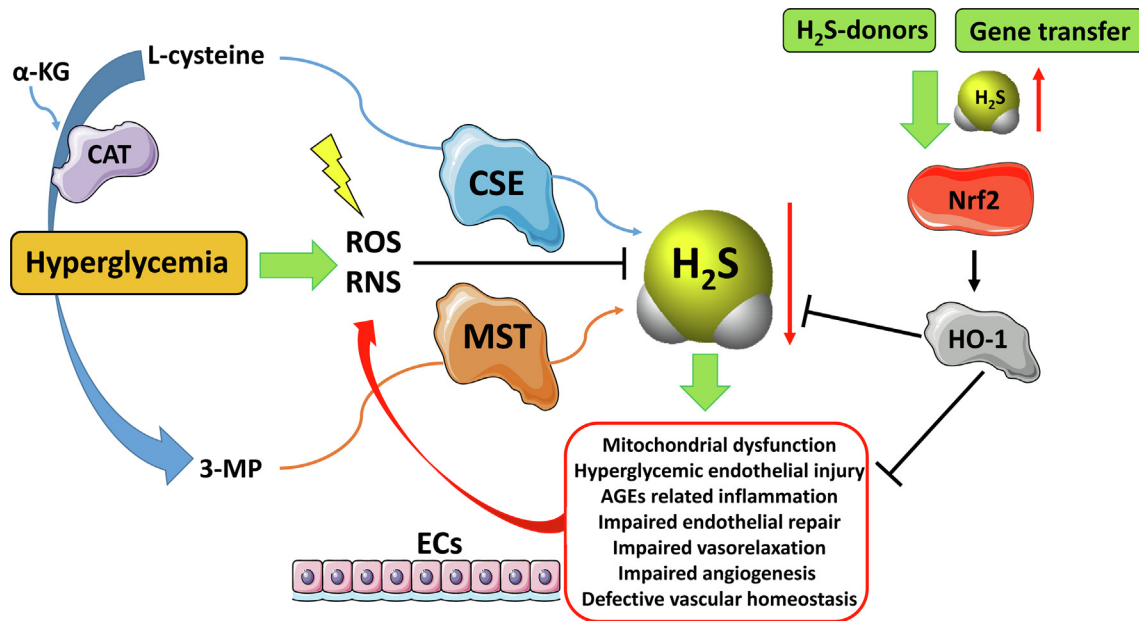 H₂S-donors
Gene transfer
L-cysteine
α-KG
H₂S
CAT
CSE
Nrf2
Hyperglycemia
ROS
RNS
H₂S
MST
HO-1
3-MP
Mitochondrial dysfunction
Hyperglycemic endothelial injury
AGEs related inflammation
Impaired endothelial repair
Impaired vasorelaxation
Impaired angiogenesis
Defective vascular homeostasis
ECs